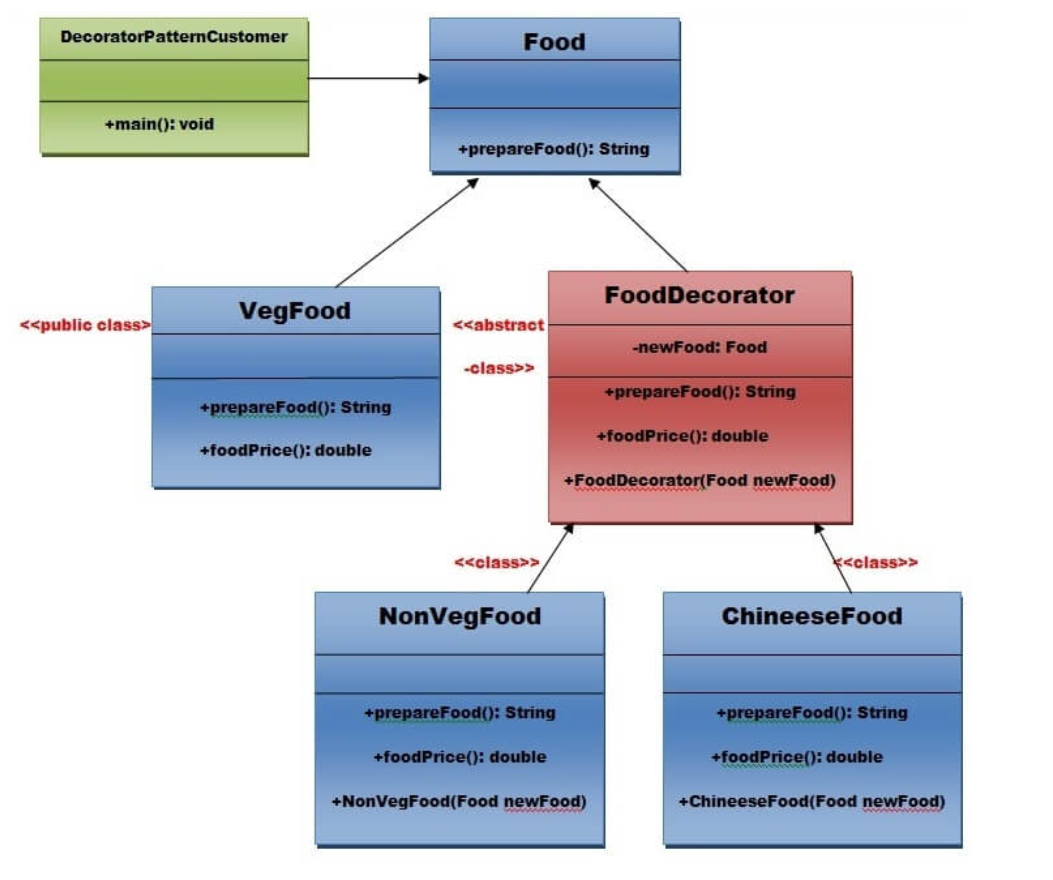 DecoratorPatternCustomer
+main(): void
Food
+prepareFood(): String
<<public class>
VegFood
+prepareFood(): String
+foodPrice(): double
<<abstract
-class>>
FoodDecorator
-newFood: Food
+prepareFood(): String
+foodPrice(): double
+FoodDecorator(Food newFood)
<<class>>
NonVegFood
+prepareFood(): String
+foodPrice(): double
+NonVegFood(Food newFood)
<<class>>
ChineeseFood
+prepareFood(): String
+foodPrice(): double
+ChineeseFood(Food newFood)